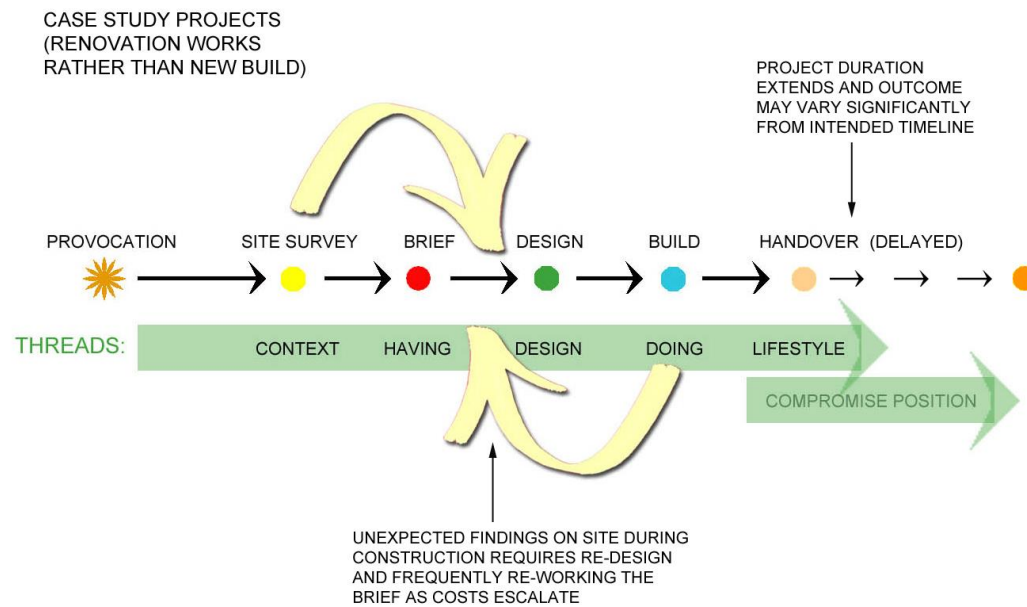 CASE STUDY PROJECTS
(RENOVATION WORKS
RATHER THAN NEW BUILD)
PROJECT DURATION
EXTENDS AND OUTCOME
MAY VARY SIGNIFICANTLY
FROM INTENDED TIMELINE
PROVOCATION SITE SURVEY BRIEF DESIGN BUILD HANDOVER (DELAYED)
THREADS: CONTEXT HAVING DESIGN DOING LIFESTYLE
COMPROMISE POSITION
UNEXPECTED FINDINGS ON SITE DURING
CONSTRUCTION REQUIRES RE-DESIGN
AND FREQUENTLY RE-WORKING THE
BRIEF AS COSTS ESCALATE